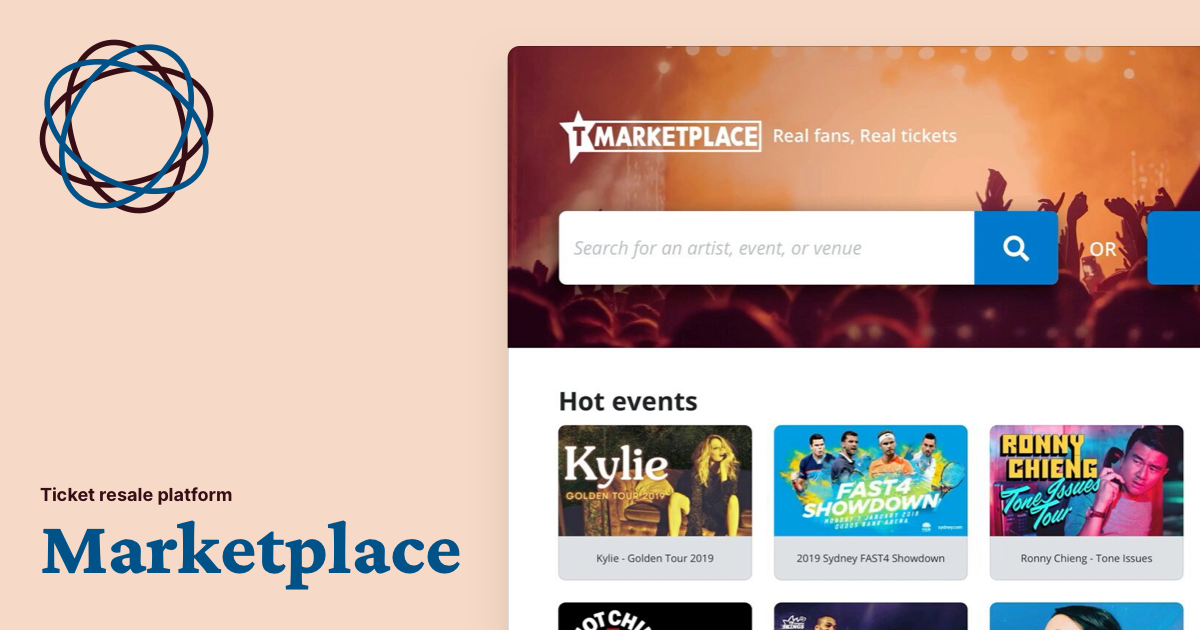 T MARKETPLACE Real fans, Real tickets
Search for an artist, event, or venue
OR
Hot events
Kylie
GOLDEN TOUR 2019
Kylie - Golden Tour 2019
FAST4
SHOWDOWN
sydney.com
2019 Sydney FAST4 Showdown
RONNY
CHIENG
Tone Issues
Tour
Ronny Chieng - Tone Issues
Ticket resale platform
Marketplace